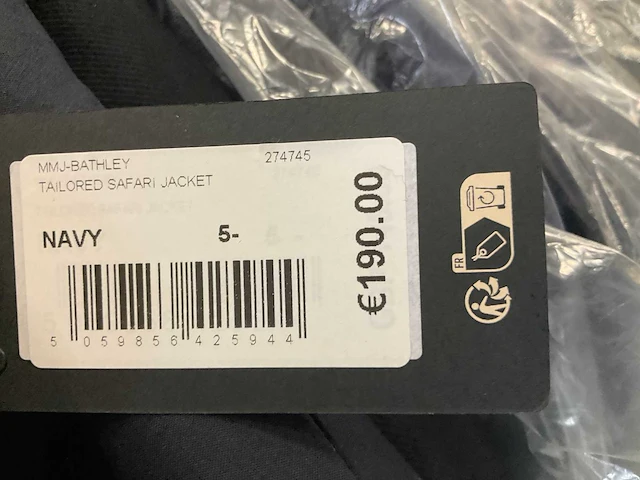 MMJ-BATHLEY 274745
TAILORED SAFARI JACKET
NAVY 5-
€190.00
5 059856 425944
FR